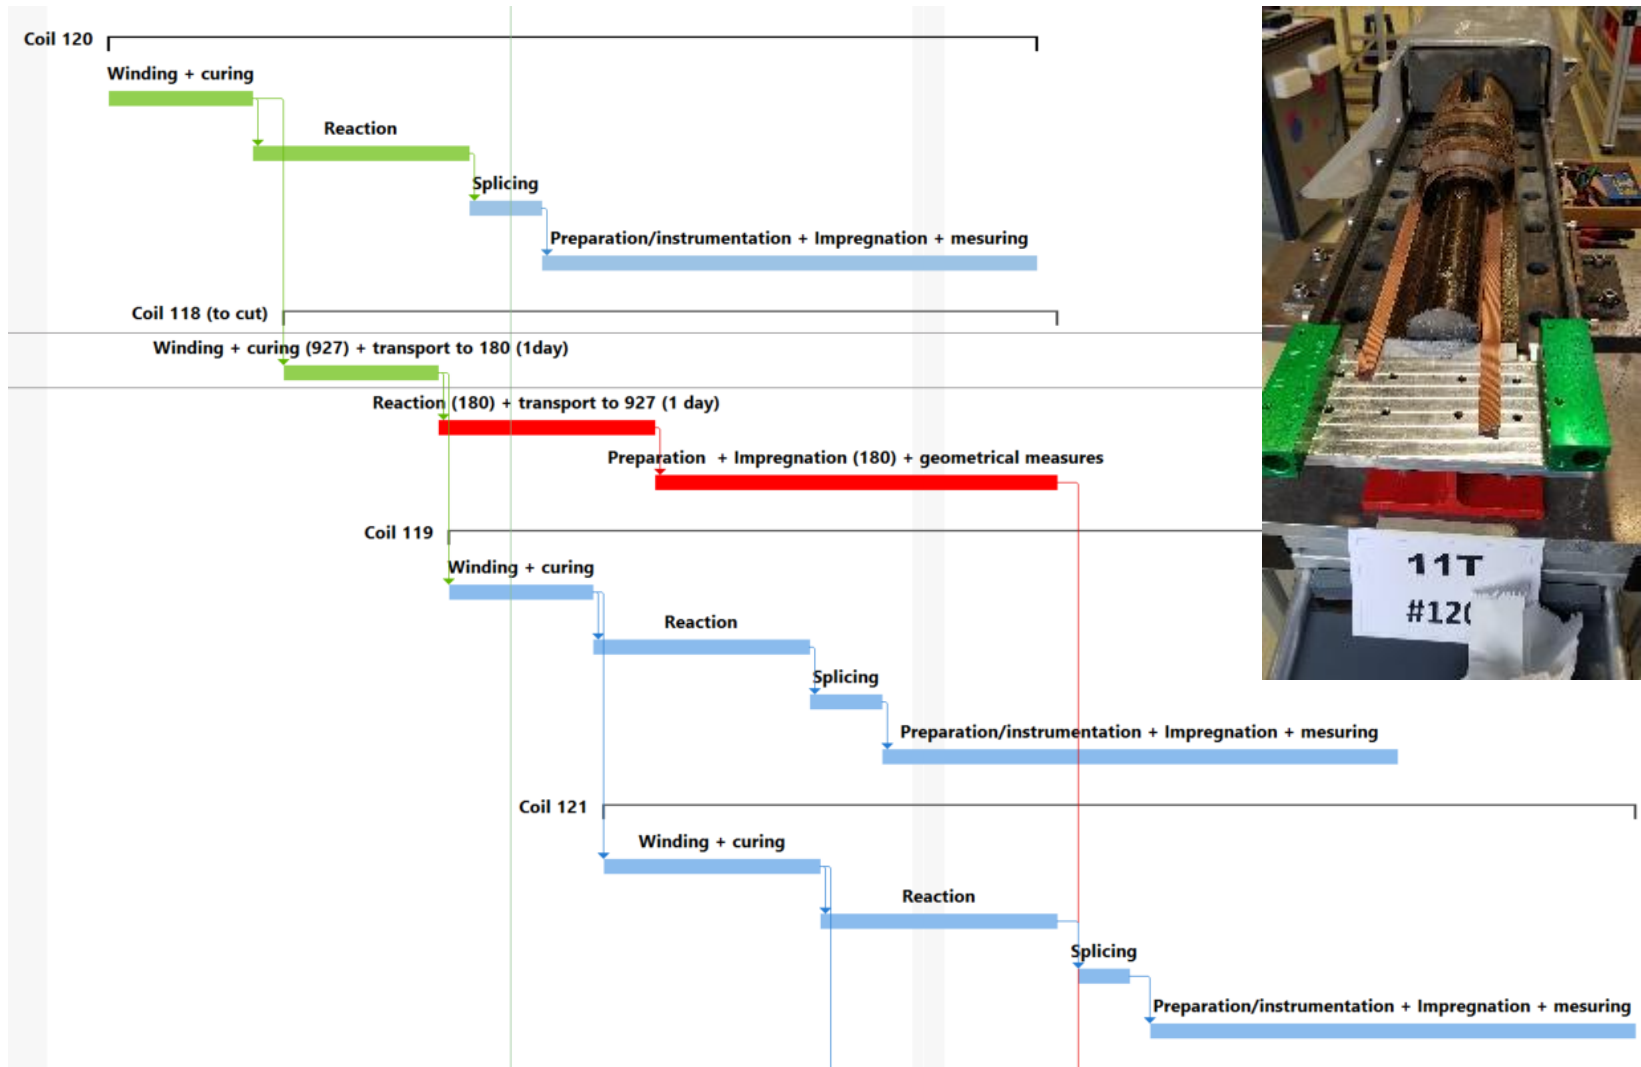 Coil 120
Winding + curing
Reaction
Splicing
Preparation/instrumentation + Impregnation + mesuring
Coil 118 (to cut)
Winding + curing (927) + transport to 180 (1day)
Reaction (180) + transport to 927 (1 day)
Preparation + Impregnation (180) + geometrical measures
Coil 119
Winding + curing
Reaction
Splicing
Preparation/instrumentation + Impregnation + mesuring
Coil 121
Winding + curing
Reaction
Splicing
Preparation/instrumentation + Impregnation + mesuring
11T
#120